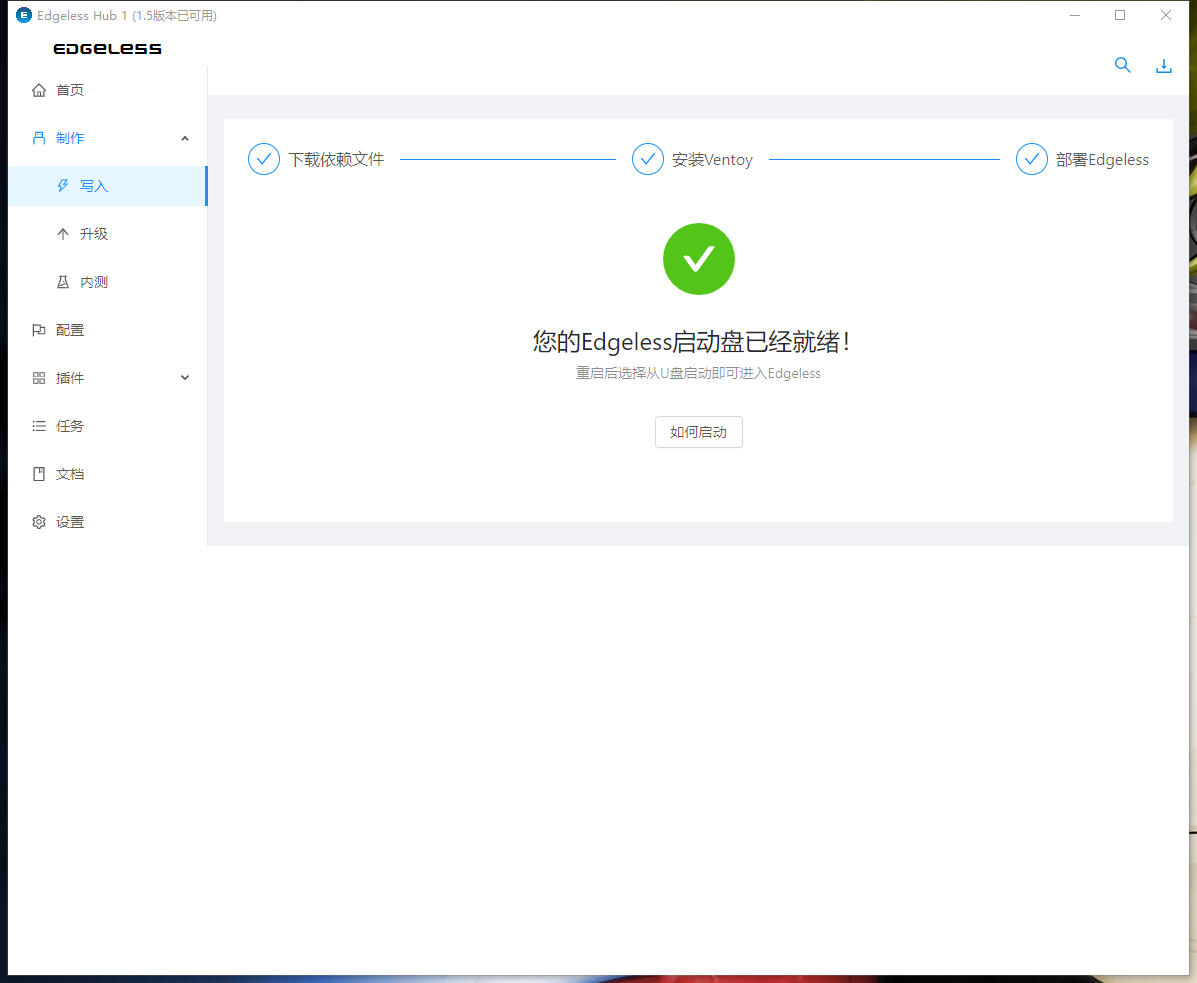 Edgeless Hub 1 (1.5版本已可用)
EDGELESS
首页
制作
写入
升级
内测
配置
插件
任务
文档
设置
下载依赖文件
安装Ventoy
部署Edgeless
您的Edgeless启动盘已经就绪！
重启后选择从U盘启动即可进入Edgeless
如何启动